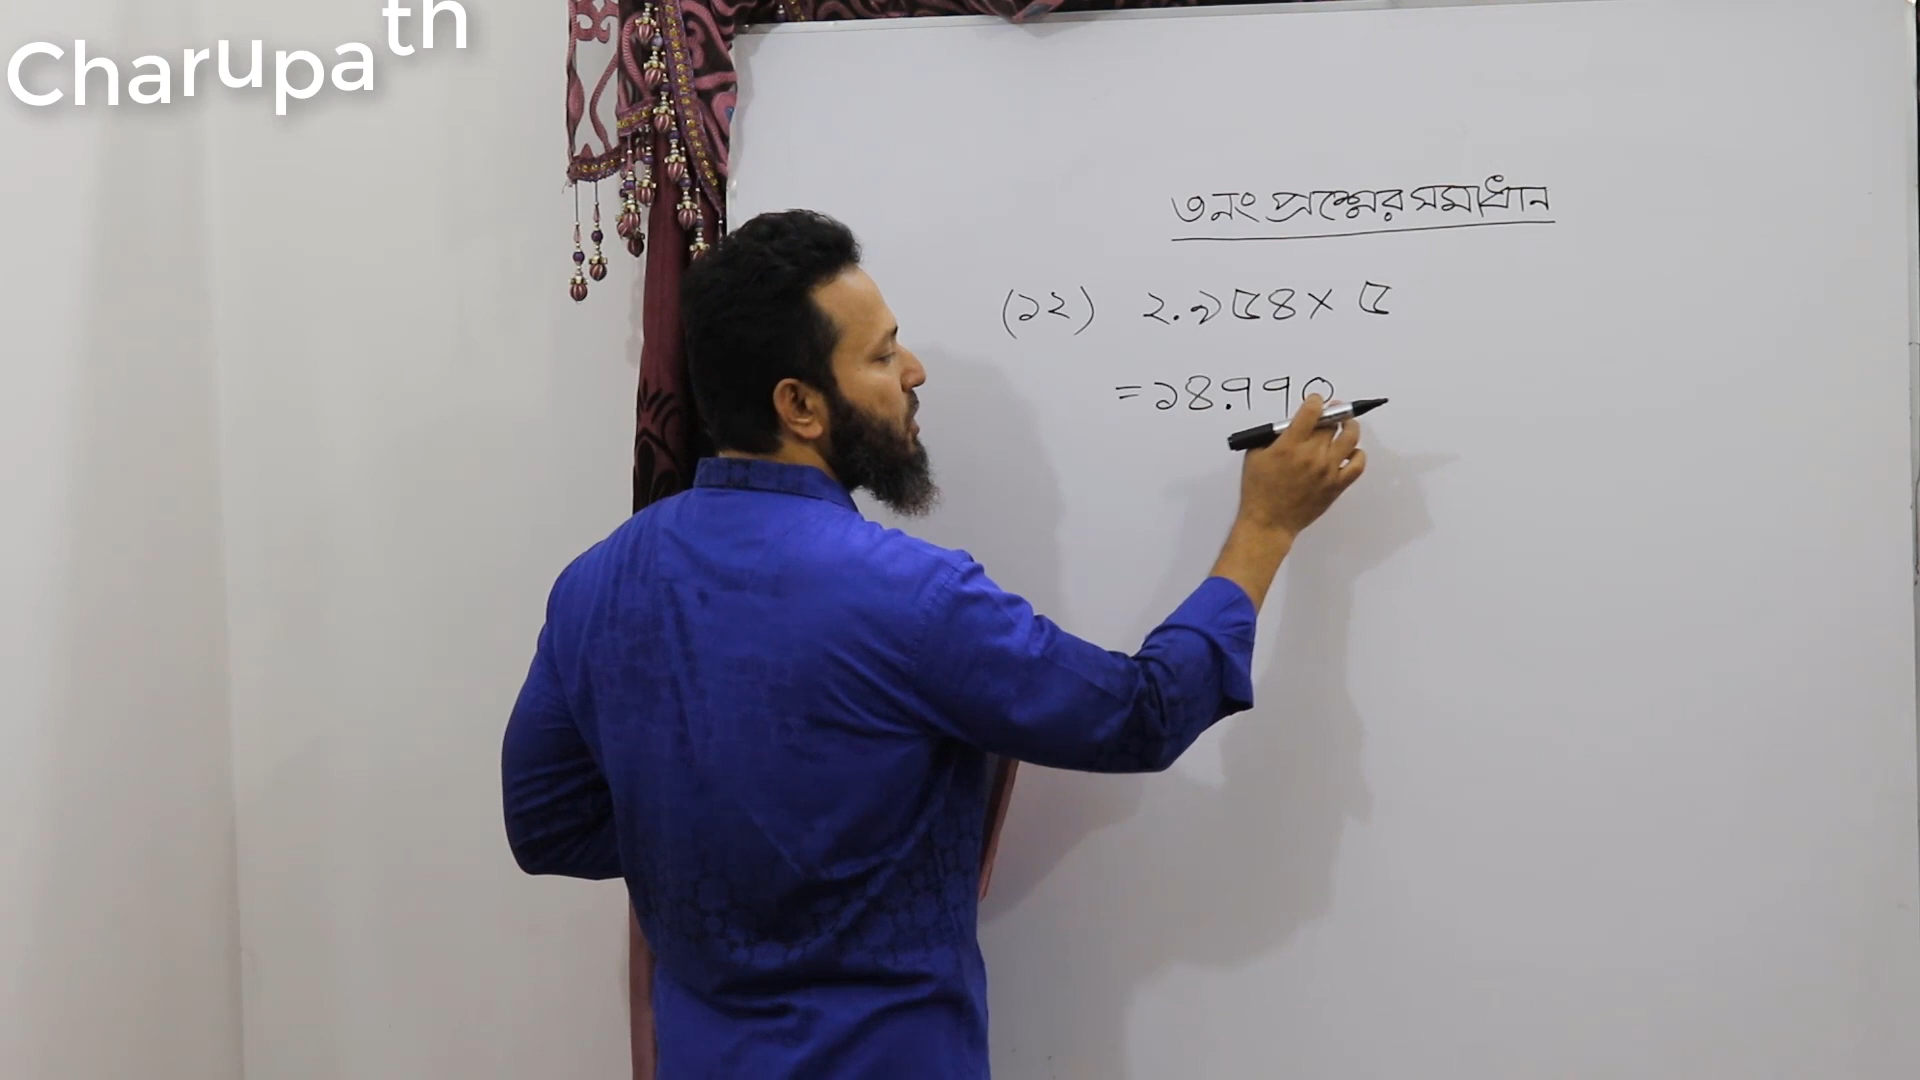 Charupath
৩নং প্রশ্নের সমাধান
(১২) ২.৯৫৪ × ৫
= ১৪.৭৭০